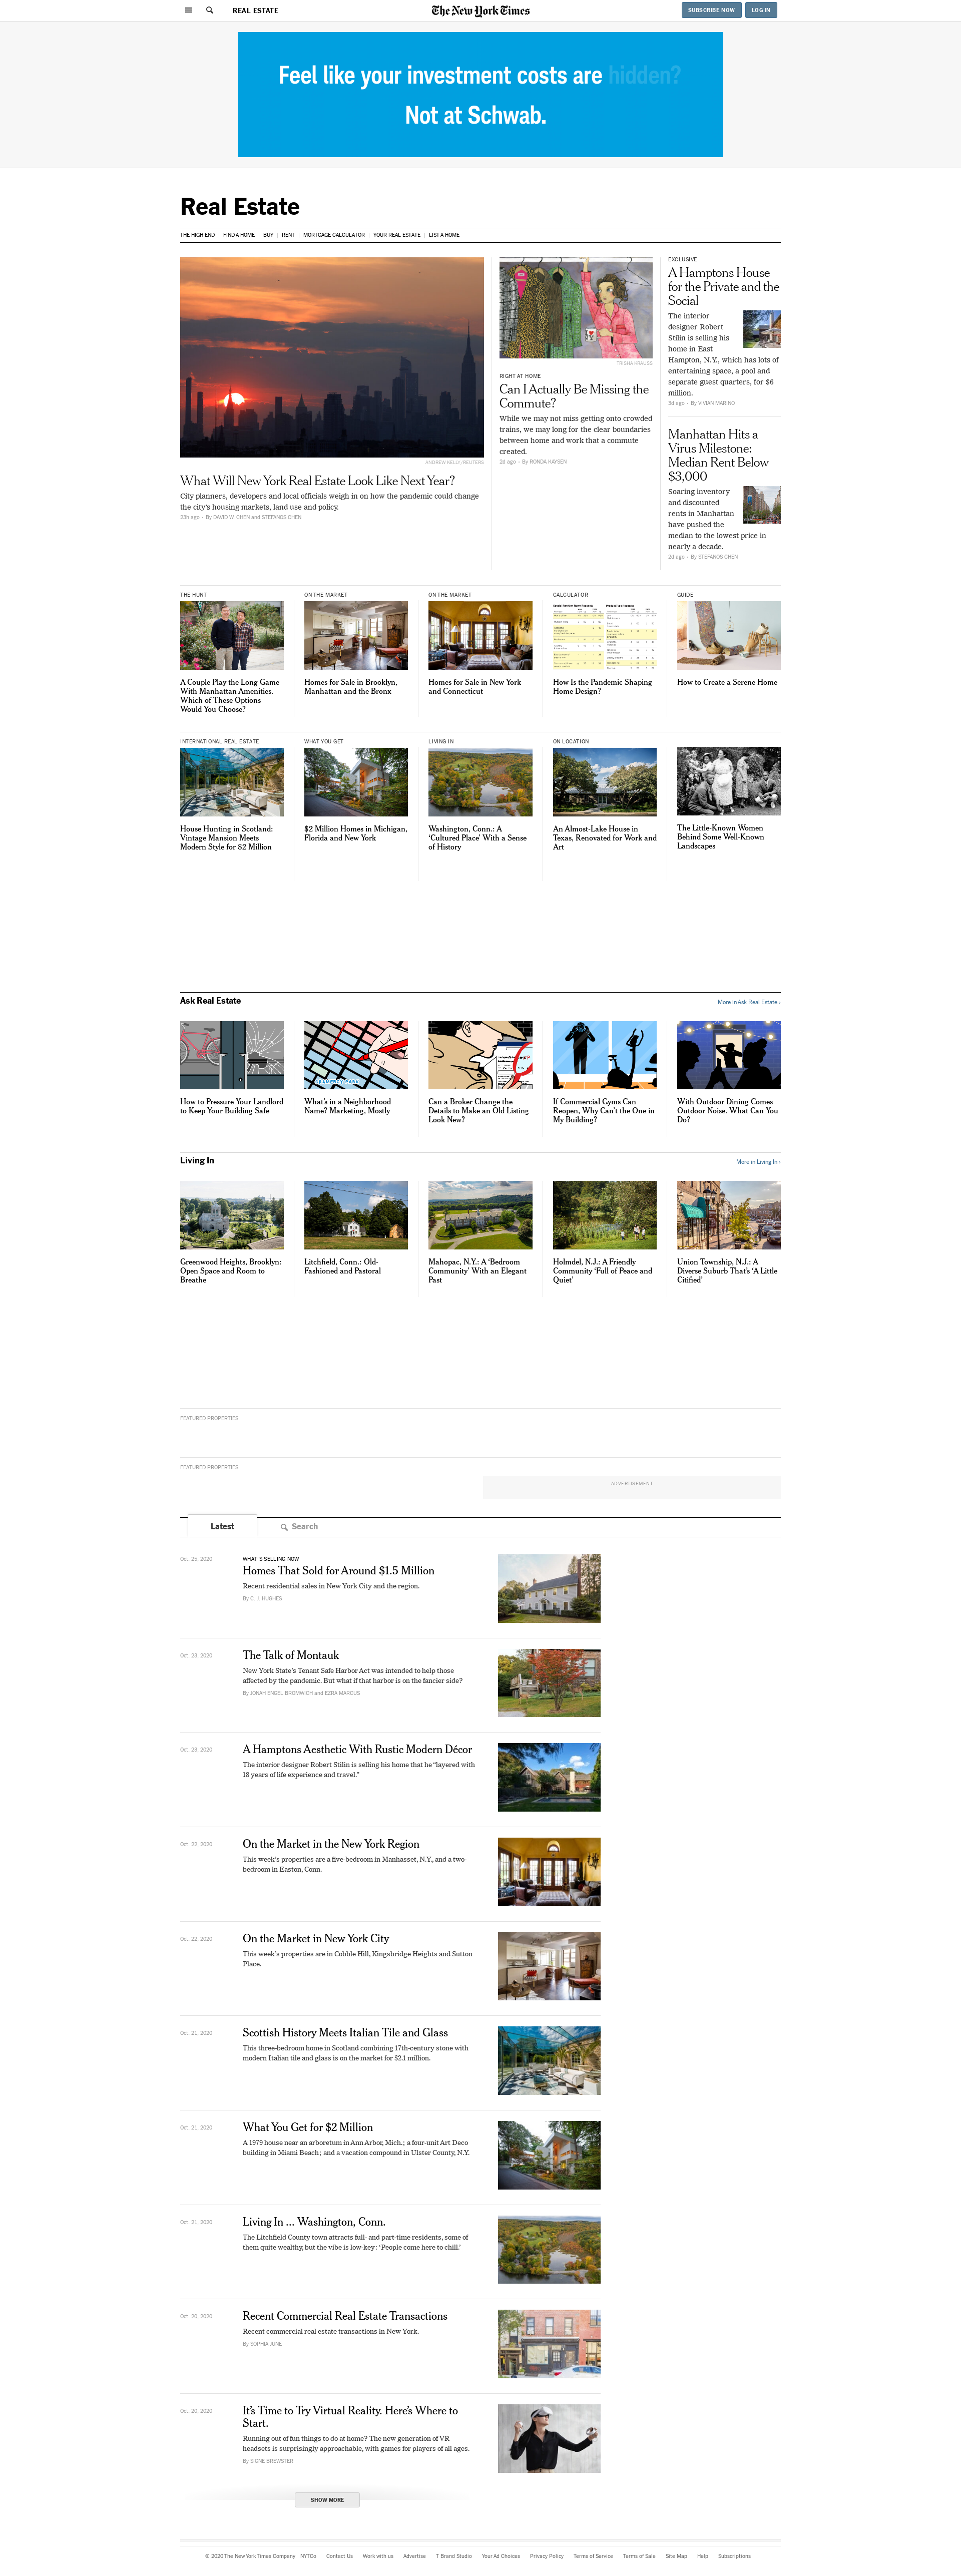 REAL ESTATE
The New York Times
SUBSCRIBE NOW
LOG IN
Feel like your investment costs are hidden?
Not at Schwab.
Real Estate
THE HIGH END | FIND A HOME | BUY | RENT | MORTGAGE CALCULATOR | YOUR REAL ESTATE | LIST A HOME
ANDREW KELLY / REUTERS
What Will New York Real Estate Look Like Next Year?
City planners, developers and local officials weigh in on how the pandemic could change
the city's housing markets, land use and policy.
23h ago - By DAVID W. CHEN and STEFANOS CHEN
TRISHA KRAUSS
RIGHT AT HOME
Can I Actually Be Missing the
Commute?
While we may not miss getting onto crowded
trains, we may long for the clear boundaries
between home and work that a commute
created.
2d ago - By RONDA KAYSEN
EXCLUSIVE
A Hamptons House
for the Private and the
Social
The interior
designer Robert
Stilin is selling his
home in East
Hampton, N.Y., which has lots of
entertaining space, a pool and
separate guest quarters, for $6
million.
3d ago - By VIVIAN MARINO
Manhattan Hits a
Virus Milestone:
Median Rent Below
$3,000
Soaring inventory
and discounted
rents in Manhattan
have pushed the
median to the lowest price in
nearly a decade.
2d ago - By STEFANOS CHEN
THE HUNT
A Couple Play the Long Game
With Manhattan Amenities.
Which of These Options
Would You Choose?
ON THE MARKET
Homes for Sale in Brooklyn,
Manhattan and the Bronx
ON THE MARKET
Homes for Sale in New York
and Connecticut
CALCULATOR
How Is the Pandemic Shaping
Home Design?
GUIDE
How to Create a Serene Home
INTERNATIONAL REAL ESTATE
House Hunting in Scotland:
Vintage Mansion Meets
Modern Style for $2 Million
WHAT YOU GET
$2 Million Homes in Michigan,
Florida and New York
LIVING IN
Washington, Conn.: A
‘Cultured Place’ With a Sense
of History
ON LOCATION
An Almost-Lake House in
Texas, Renovated for Work and
Art
The Little-Known Women
Behind Some Well-Known
Landscapes
Ask Real Estate
More in Ask Real Estate ›
How to Pressure Your Landlord
to Keep Your Building Safe
GRAMERCY PARK
What’s in a Neighborhood
Name? Marketing, Mostly
Can a Broker Change the
Details to Make an Old Listing
Look New?
If Commercial Gyms Can
Reopen, Why Can’t the One in
My Building?
With Outdoor Dining Comes
Outdoor Noise. What Can You
Do?
Living In
More in Living In ›
Greenwood Heights, Brooklyn:
Open Space and Room to
Breathe
Litchfield, Conn.: Old-
Fashioned and Pastoral
Mahopac, N.Y.: A ‘Bedroom
Community’ With an Elegant
Past
Holmdel, N.J.: A Friendly
Community ‘Full of Peace and
Quiet’
Union Township, N.J.: A
Diverse Suburb That’s ‘A Little
Citified’
FEATURED PROPERTIES
FEATURED PROPERTIES
ADVERTISEMENT
Latest
Search
Oct. 25, 2020
WHAT'S SELLING NOW
Homes That Sold for Around $1.5 Million
Recent residential sales in New York City and the region.
By C. J. HUGHES
Oct. 23, 2020
The Talk of Montauk
New York State’s Tenant Safe Harbor Act was intended to help those
affected by the pandemic. But what if that harbor is on the fancier side?
By JONAH ENGEL BROMWICH and EZRA MARCUS
Oct. 23, 2020
A Hamptons Aesthetic With Rustic Modern Décor
The interior designer Robert Stilin is selling his home that he “layered with
18 years of life experience and travel.”
Oct. 22, 2020
On the Market in the New York Region
This week’s properties are a five-bedroom in Manhasset, N.Y., and a two-
bedroom in Easton, Conn.
Oct. 22, 2020
On the Market in New York City
This week’s properties are in Cobble Hill, Kingsbridge Heights and Sutton
Place.
Oct. 21, 2020
Scottish History Meets Italian Tile and Glass
This three-bedroom home in Scotland combining 17th-century stone with
modern Italian tile and glass is on the market for $2.1 million.
Oct. 21, 2020
What You Get for $2 Million
A 1979 house near an arboretum in Ann Arbor, Mich.; a four-unit Art Deco
building in Miami Beach; and a vacation compound in Ulster County, N.Y.
Oct. 21, 2020
Living In ... Washington, Conn.
The Litchfield County town attracts full- and part-time residents, some of
them quite wealthy, but the vibe is low-key: ‘People come here to chill.’
Oct. 20, 2020
Recent Commercial Real Estate Transactions
Recent commercial real estate transactions in New York.
By SOPHIA JUNE
Oct. 20, 2020
It’s Time to Try Virtual Reality. Here’s Where to
Start.
Running out of fun things to do at home? The new generation of VR
headsets is surprisingly approachable, with games for players of all ages.
By SIGNE BREWSTER
SHOW MORE
© 2020 The New York Times Company NYTCo Contact Us Work with us Advertise T Brand Studio Your Ad Choices Privacy Policy Terms of Service Terms of Sale Site Map Help Subscriptions